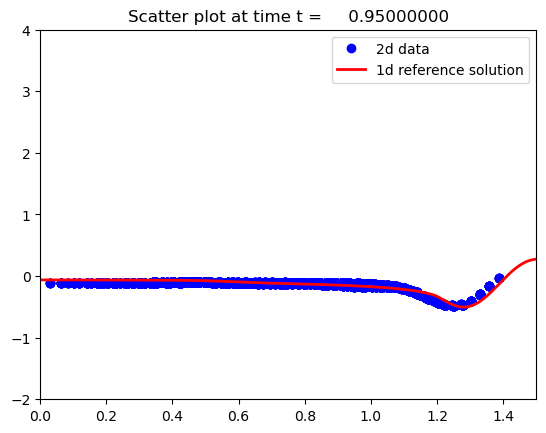 Scatter plot at time t = 0.95000000
2d data
1d reference solution
4
3
2
1
0
−1
−2
0.0 0.2 0.4 0.6 0.8 1.0 1.2 1.4